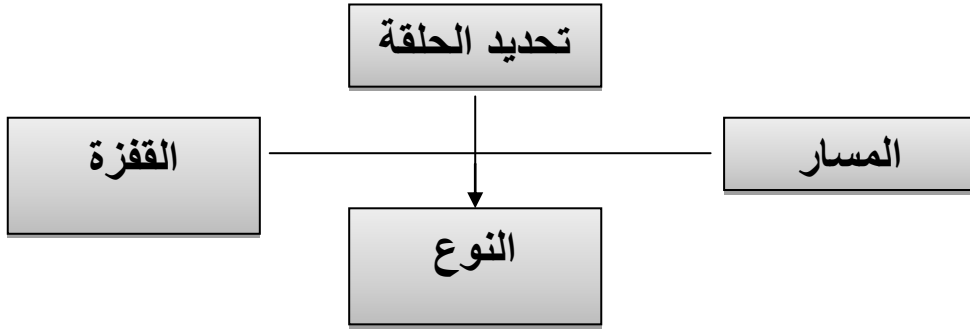 تحديد الحلقة
المسار
القفزة
النوع